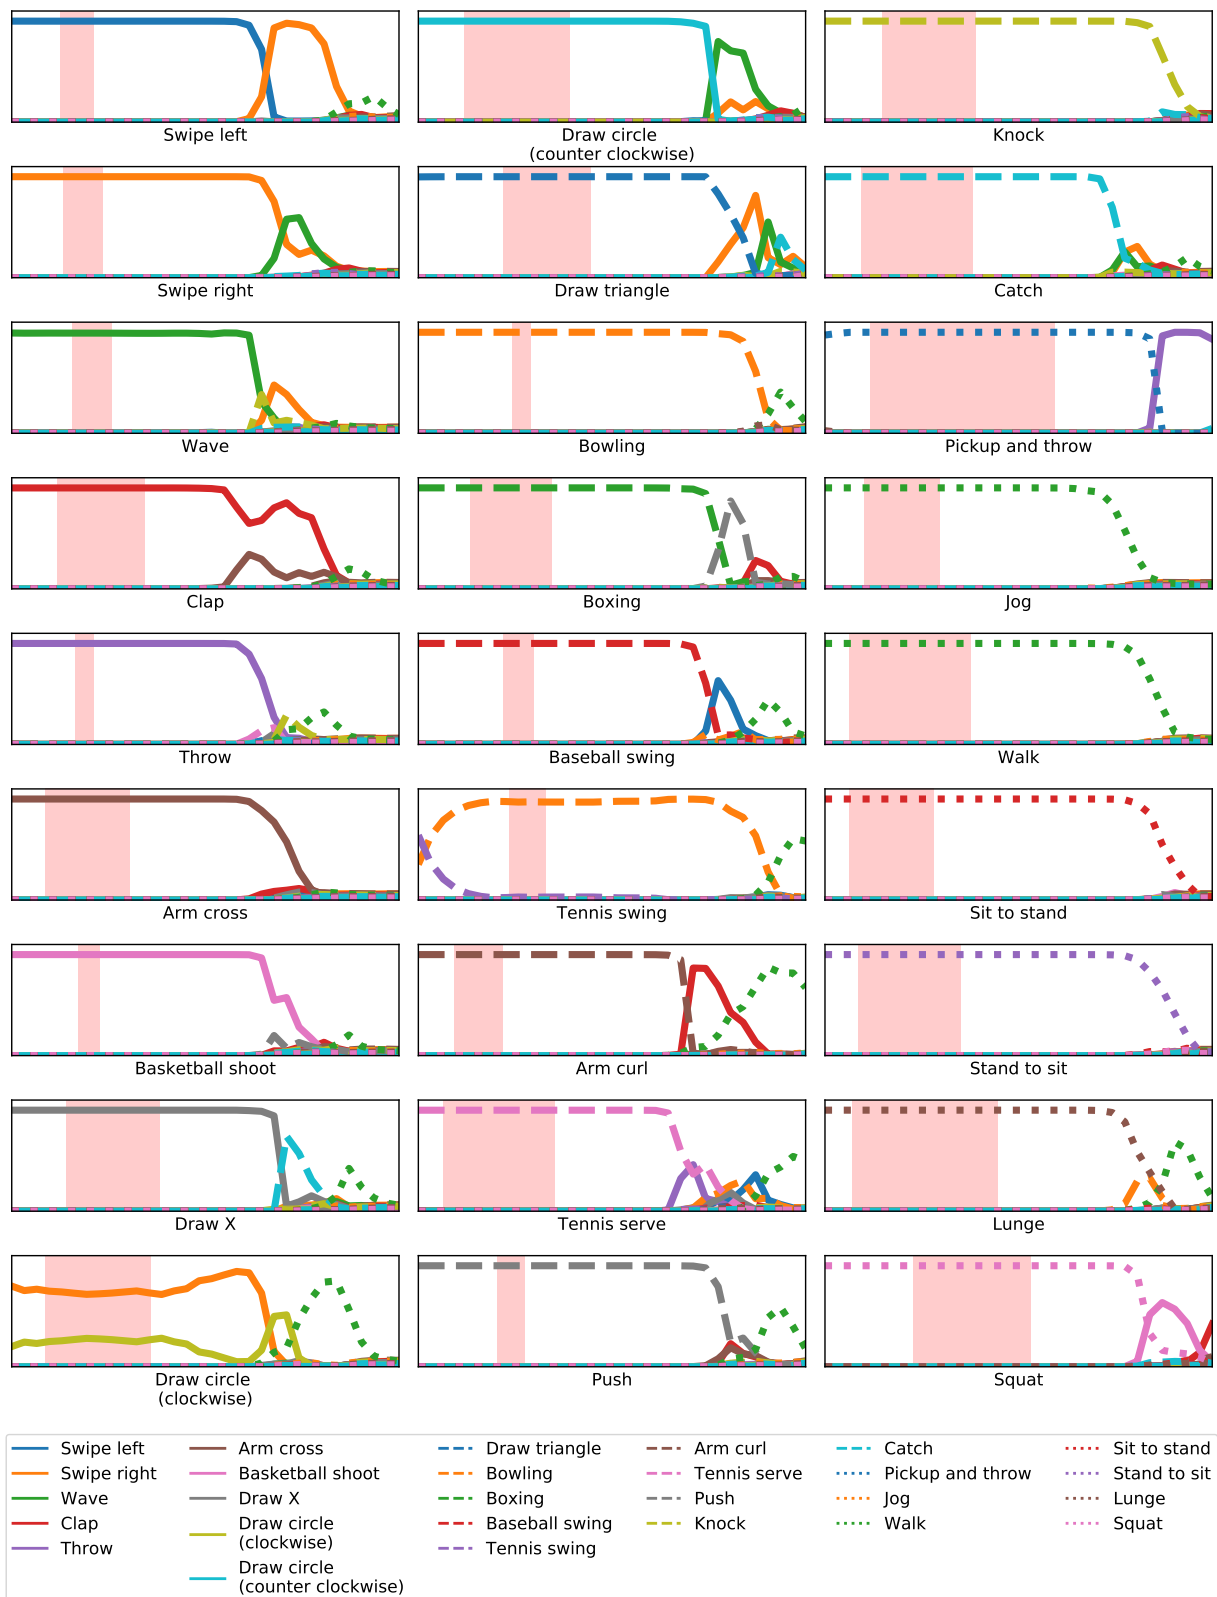 Swipe left
Draw circle
(counter clockwise)
Knock
Swipe right
Draw triangle
Catch
Wave
Bowling
Pickup and throw
Clap
Boxing
Jog
Throw
Baseball swing
Walk
Arm cross
Tennis swing
Sit to stand
Basketball shoot
Arm curl
Stand to sit
Draw X
Tennis serve
Lunge
Draw circle
(clockwise)
Push
Squat
Swipe left
Swipe right
Wave
Clap
Throw
Arm cross
Basketball shoot
Draw X
Draw circle
(clockwise)
Draw circle
(counter clockwise)
Draw triangle
Bowling
Boxing
Baseball swing
Tennis swing
Arm curl
Tennis serve
Push
Knock
Catch
Pickup and throw
Jog
Walk
Sit to stand
Stand to sit
Lunge
Squat